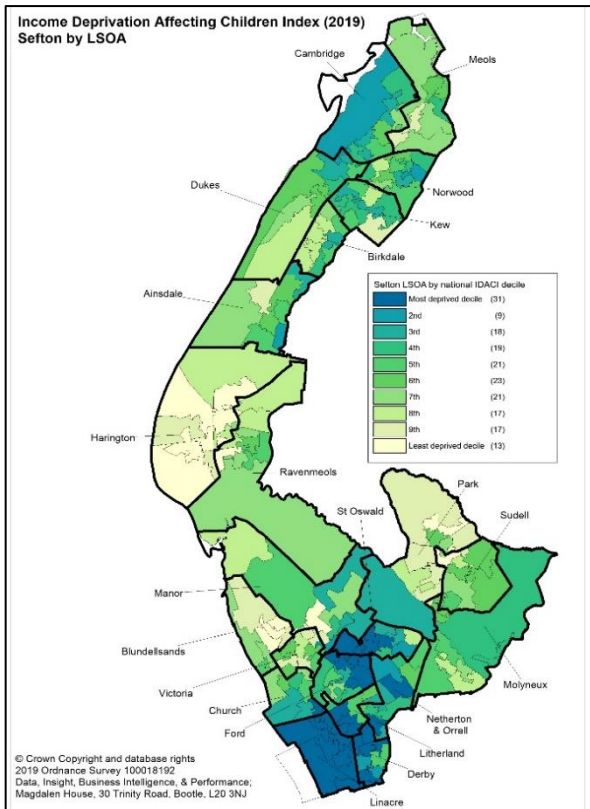 Income Deprivation Affecting Children Index (2019)
Sefton by LSOA
Cambridge
Meols
Dukes
Norwood
Kew
Birkdale
Ainsdale
Sefton LSOA by national IDACI decile
Most deprived decile (31)
2nd (9)
3rd (18)
4th (19)
5th (21)
6th (23)
7th (21)
8th (17)
9th (17)
Least deprived decile (13)
Harington
Ravenmeols
Park
St Oswald
Sudell
Manor
Blundellsands
Molyneux
Victoria
Church
Netherton
& Orrell
Ford
Litherland
Derby
Linacre
© Crown Copyright and database rights
2019 Ordnance Survey 100018192
Data, Insight, Business Intelligence, & Performance;
Magdalen House, 30 Trinity Road, Bootle, L20 3NJ